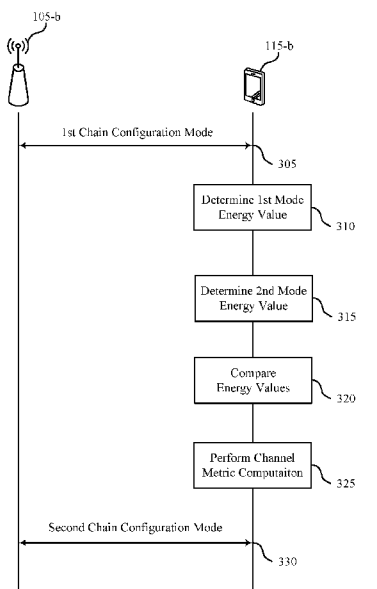 105-b
115-b
1st Chain Configuration Mode
305
Determine 1st Mode
Energy Value
310
Determine 2nd Mode
Energy Value
315
Compare
Energy Values
320
Perform Channel
Metric Computaiton
325
Second Chain Configuration Mode
330